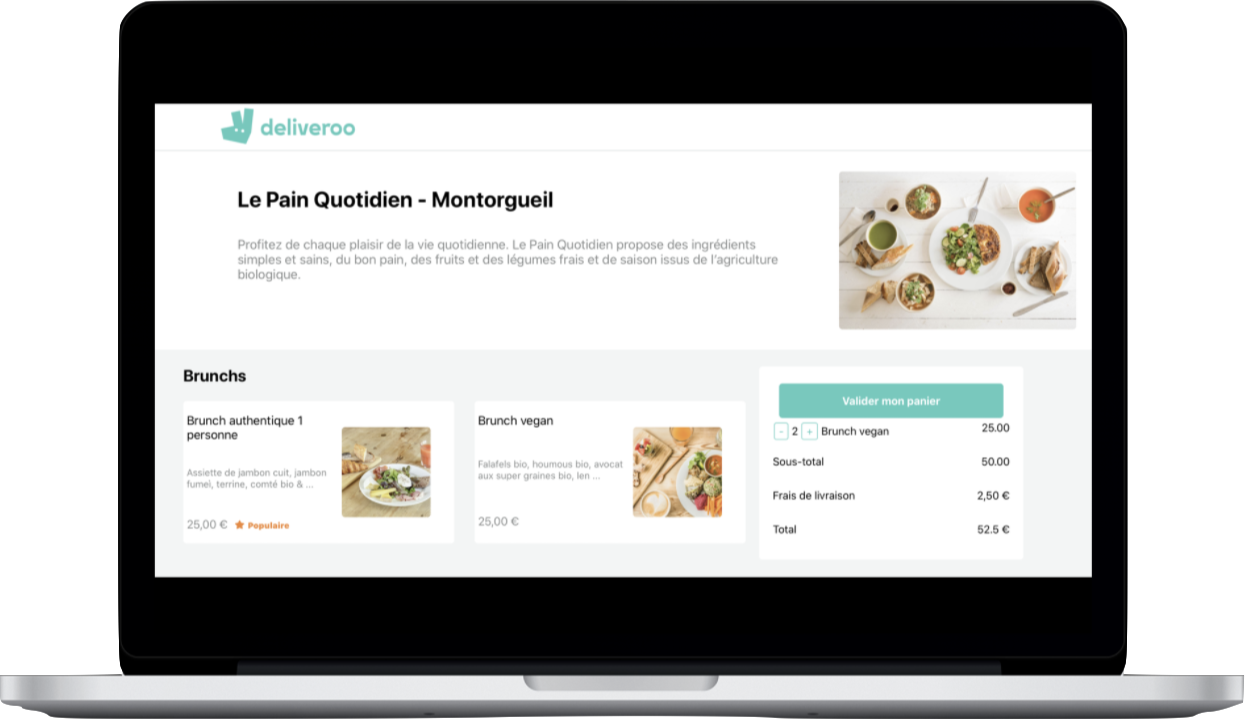 deliveroo
Le Pain Quotidien - Montorgueil
Profitez de chaque plaisir de la vie quotidienne. Le Pain Quotidien propose des ingrédients
simples et sains, du bon pain, des fruits et des légumes frais et de saison issus de l'agriculture
biologique.
Brunchs
Brunch authentique 1
personne
Assiette de jambon cuit, jambon
fumé, terrine, comté bio & ...
25,00 € Populaire
Brunch vegan
Falafels bio, houmous bio, avocat
aux super graines bio, len ...
25,00 €
Valider mon panier
- 2 + Brunch vegan 25.00
Sous-total 50.00
Frais de livraison 2,50 €
Total 52.5 €